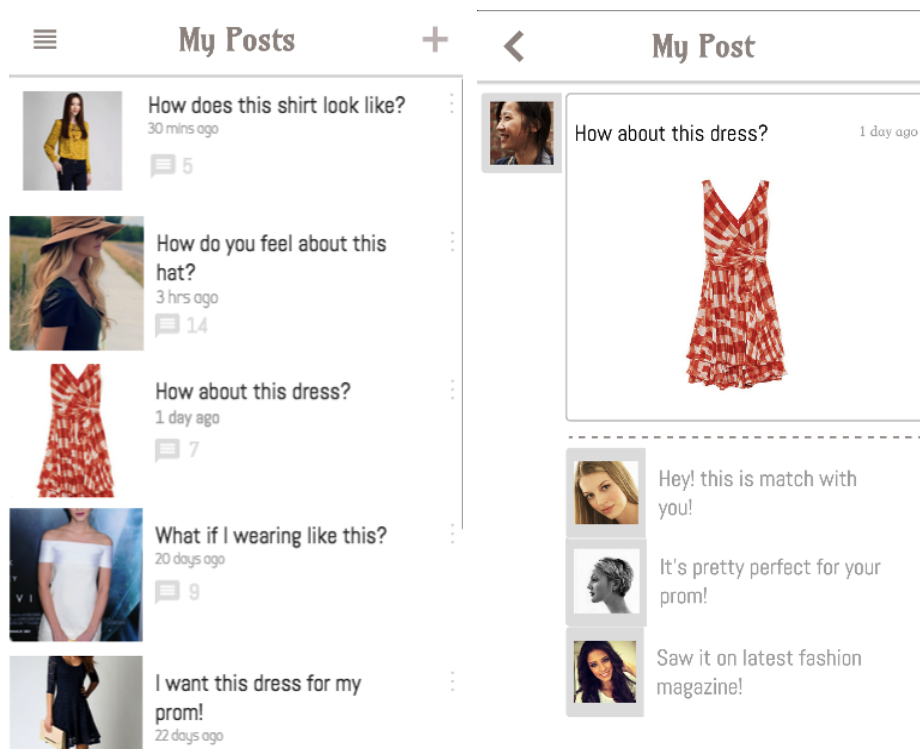 My Posts
How does this shirt look like?
30 mins ago
5
How do you feel about this
hat?
3 hrs ago
14
How about this dress?
1 day ago
7
What if I wearing like this?
20 days ago
9
I want this dress for my
prom!
22 days ago
My Post
How about this dress?
1 day ago
Hey! this is match with
you!
It's pretty perfect for your
prom!
Saw it on latest fashion
magazine!